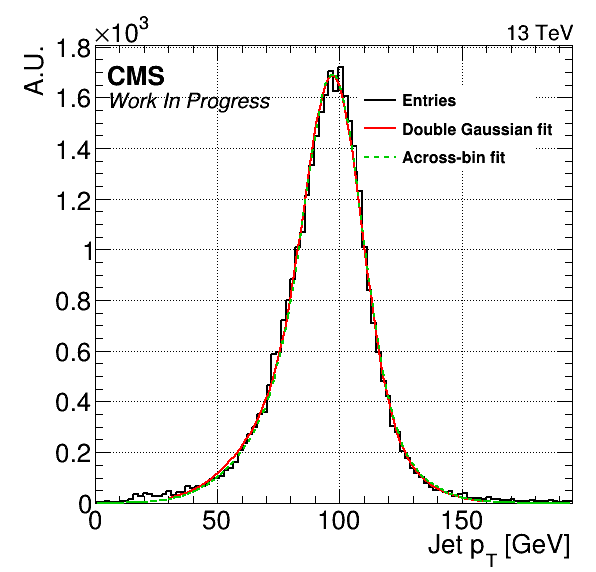 ×10³
13 TeV
A.U.
CMS
Work In Progress
Entries
Double Gaussian fit
Across-bin fit
1.8
1.6
1.4
1.2
1
0.8
0.6
0.4
0.2
0
0 50 100 150
Jet p_T [GeV]